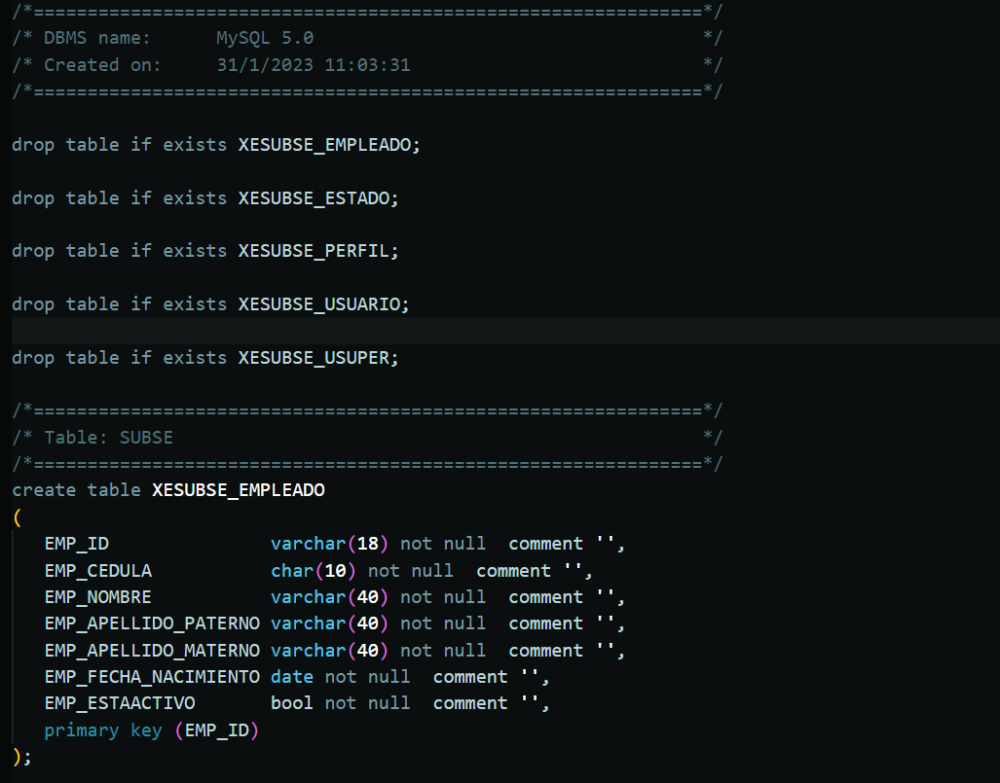 /*==============================================================*/
/* DBMS name:      MySQL 5.0                                    */
/* Created on:     31/1/2023 11:03:31                           */
/*==============================================================*/
drop table if exists XESUBSE_EMPLEADO;
drop table if exists XESUBSE_ESTADO;
drop table if exists XESUBSE_PERFIL;
drop table if exists XESUBSE_USUARIO;
drop table if exists XESUBSE_USUPER;
/*==============================================================*/
/* Table: SUBSE                                                 */
/*==============================================================*/
create table XESUBSE_EMPLEADO
(
   EMP_ID               varchar(18) not null  comment '',
   EMP_CEDULA           char(10) not null  comment '',
   EMP_NOMBRE           varchar(40) not null  comment '',
   EMP_APELLIDO_PATERNO varchar(40) not null  comment '',
   EMP_APELLIDO_MATERNO varchar(40) not null  comment '',
   EMP_FECHA_NACIMIENTO date not null  comment '',
   EMP_ESTAACTIVO       bool not null  comment '',
   primary key (EMP_ID)
);